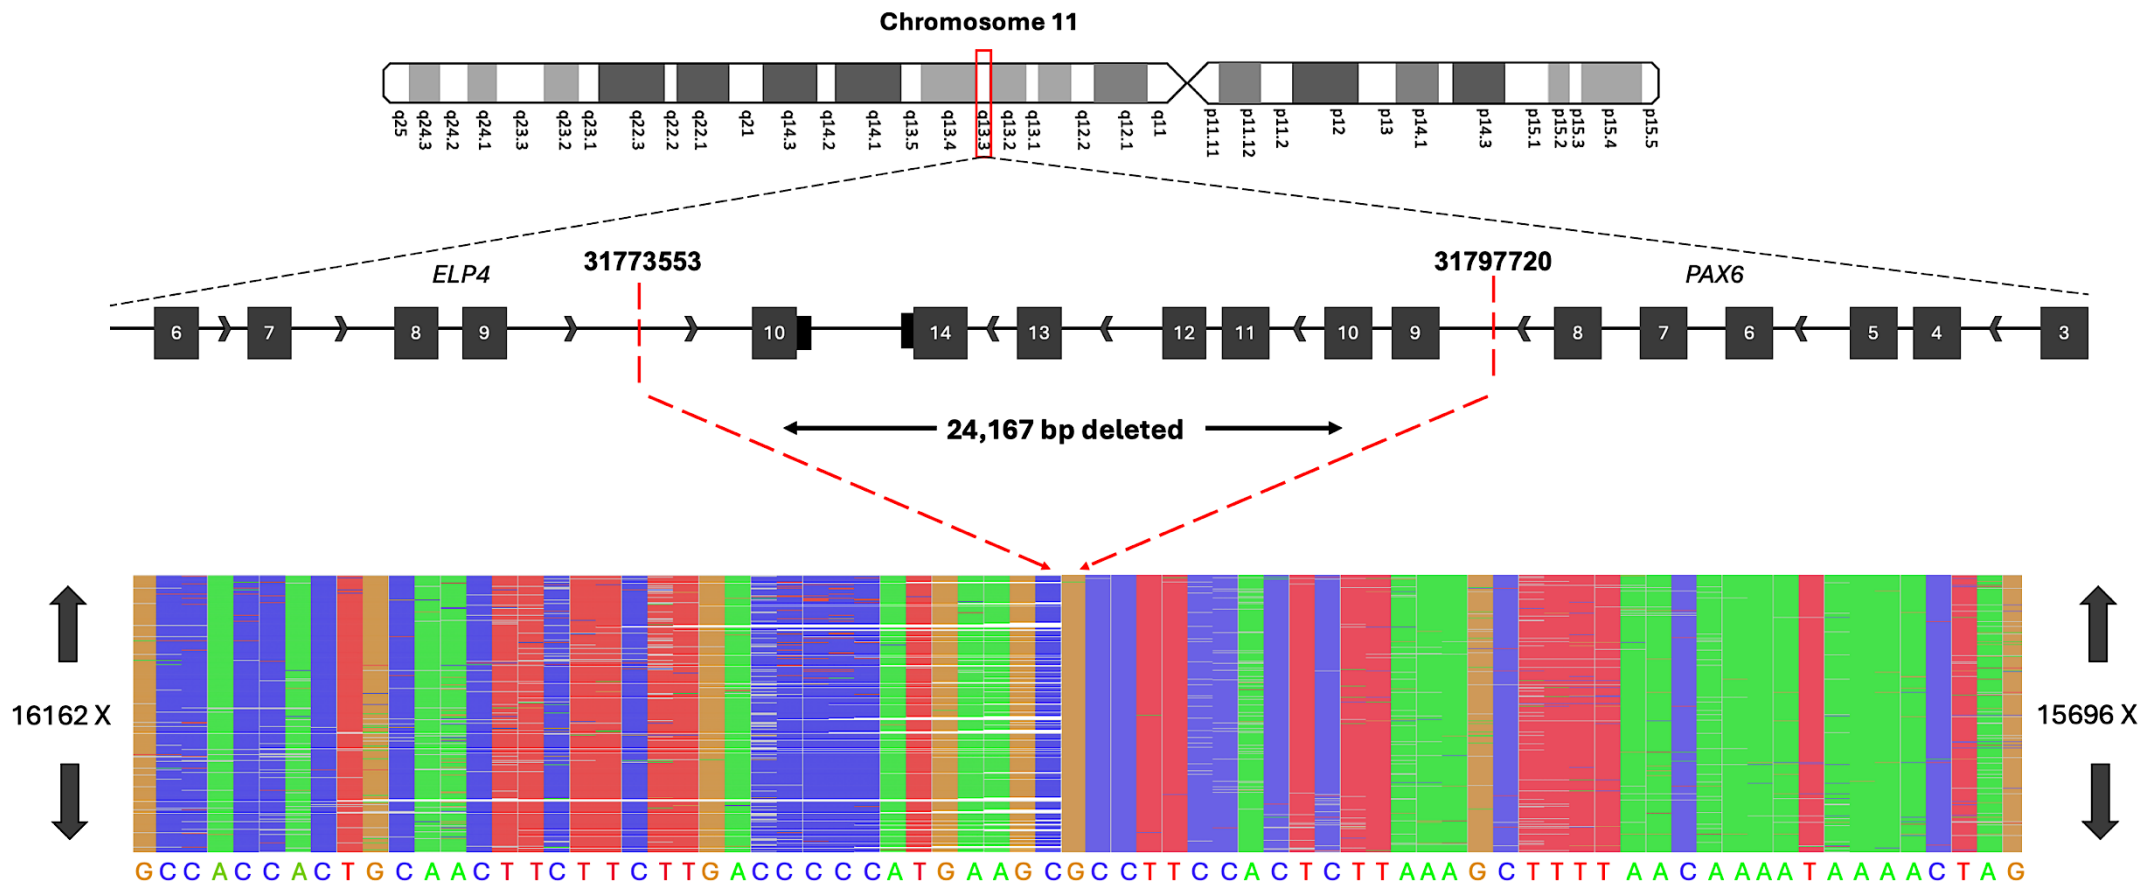 Chromosome 11
q25 q24.3 q24.2 q24.1 q23.3 q23.2 q23.1 q22.3 q22.2 q22.1 q21 q14.3 q14.2 q14.1 q13.5 q13.4 q13.3 q13.2 q13.1 q12.2 q12.1 q11 p11.11 p11.12 p11.2 p12 p13 p14.1 p14.3 p15.1 p15.2 p15.3 p15.4 p15.5
ELP4 31773553 31797720 PAX6
6 7 8 9 10 14 13 12 11 10 9 8 7 6 5 4 3
24,167 bp deleted
16162 X 15696 X
GCCACCACTGCAACTTCTTCTTGACCCCCATGAAGCGCCTTCCACTCTTAAAGCTTTTAACAAAATAAAACTAG